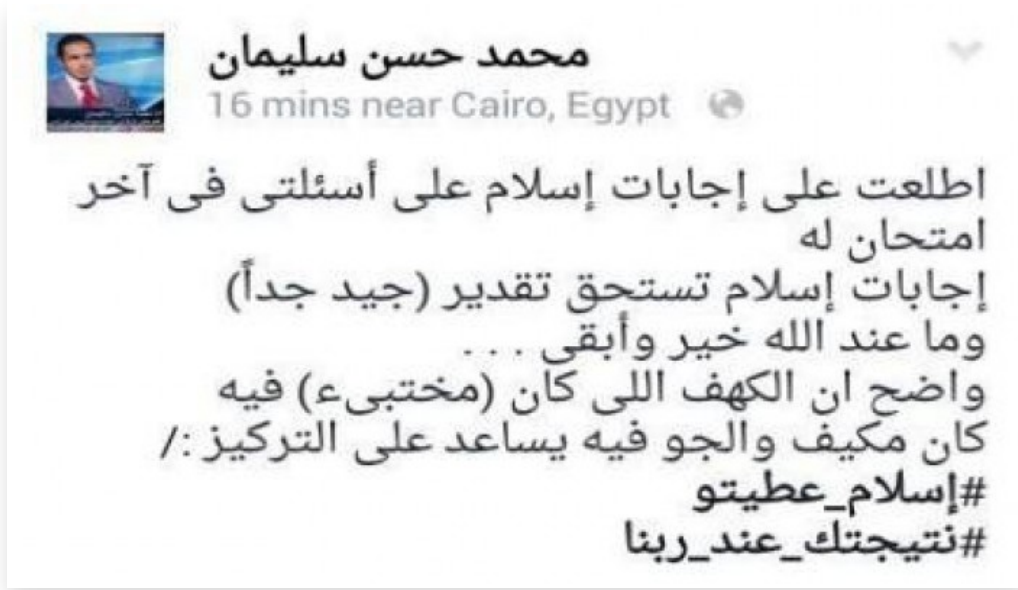 محمد حسن سليمان
16 mins near Cairo, Egypt
اطلعت على إجابات إسلام على أسئلتى فى آخر
امتحان له
إجابات إسلام تستحق تقدير (جيد جداً)
وما عند الله خير وأبقى . . .
واضح ان الكهف اللى كان (مختبىء) فيه
كان مكيف والجو فيه يساعد على التركيز :/
#إسلام_عطيتو
#نتيجتك_عند_ربنا